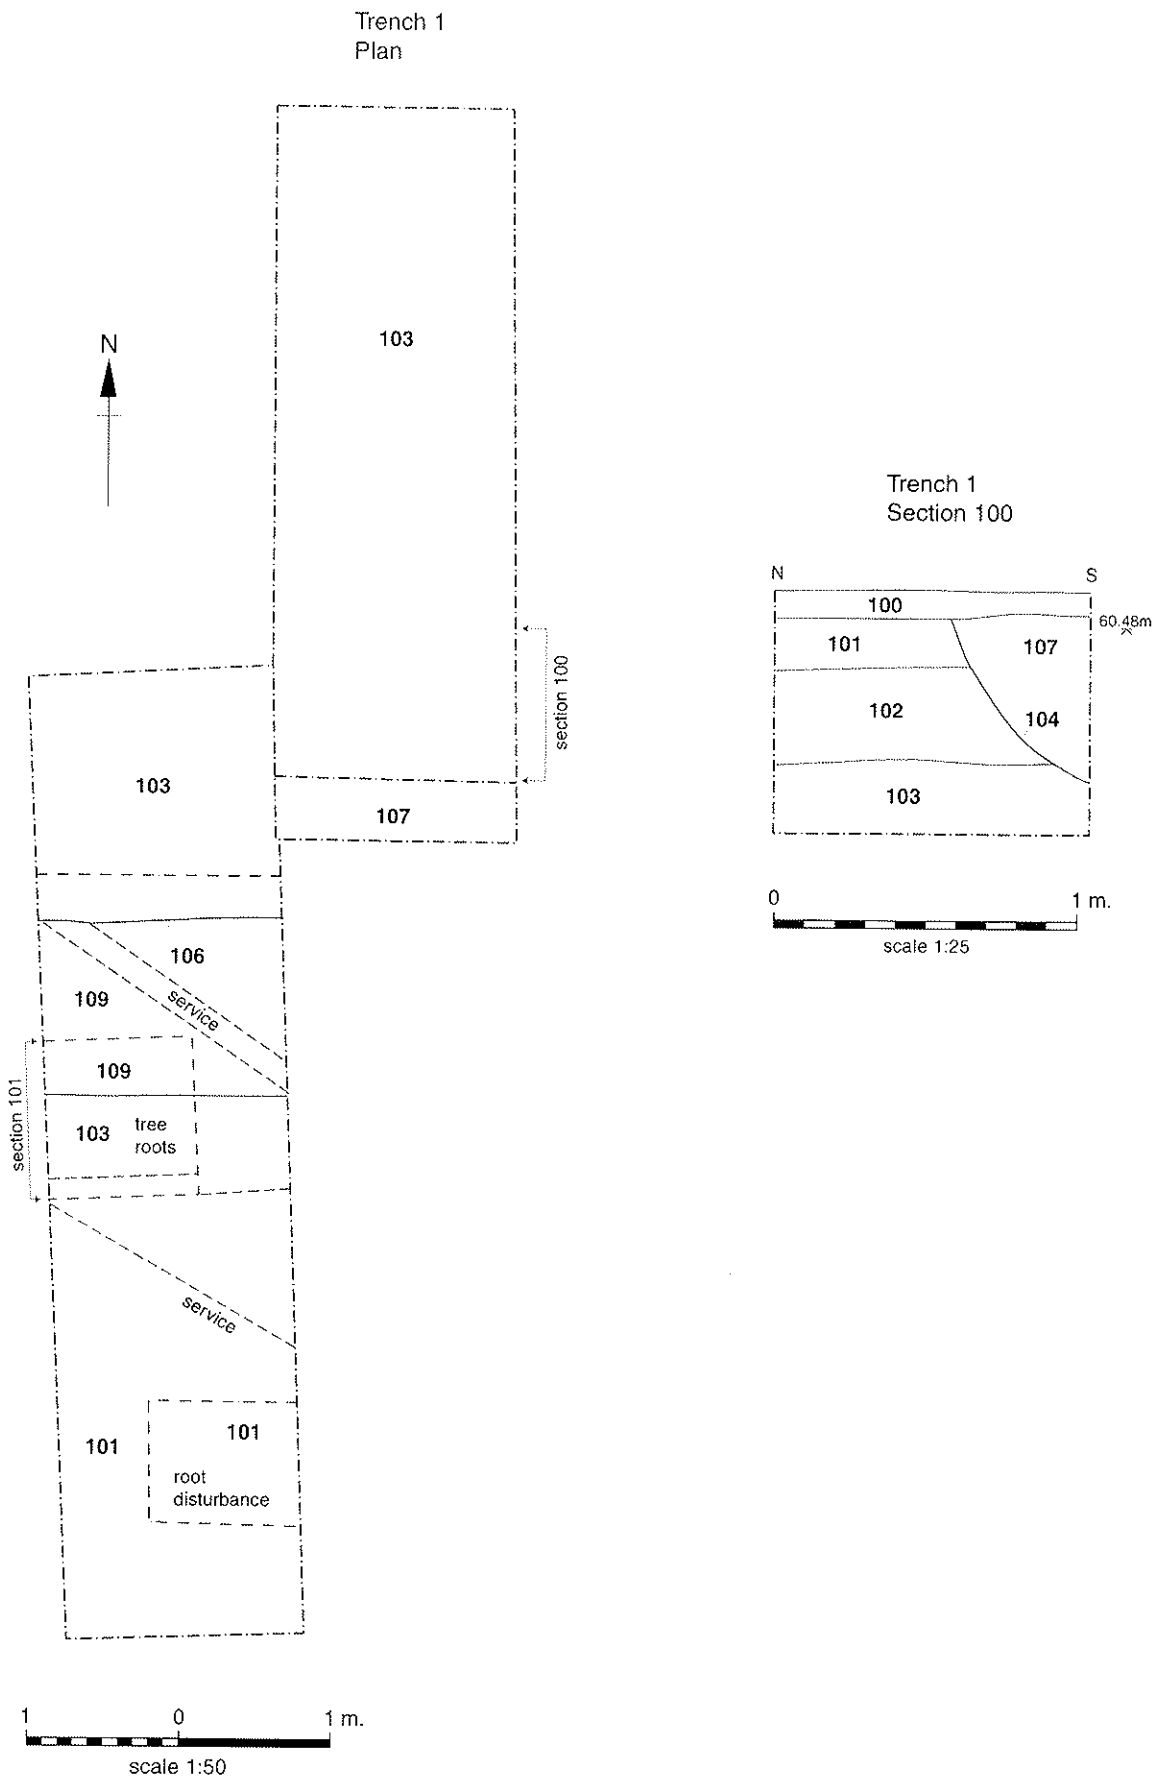 Trench 1
Plan
N
103
section 100
103
107
106
109
service
109
section 101
103
tree
roots
service
101
101
root
disturbance
1 0 1 m.
scale 1:50
Trench 1
Section 100
N S
100
60.48m
101
107
102
104
103
0 1 m.
scale 1:25